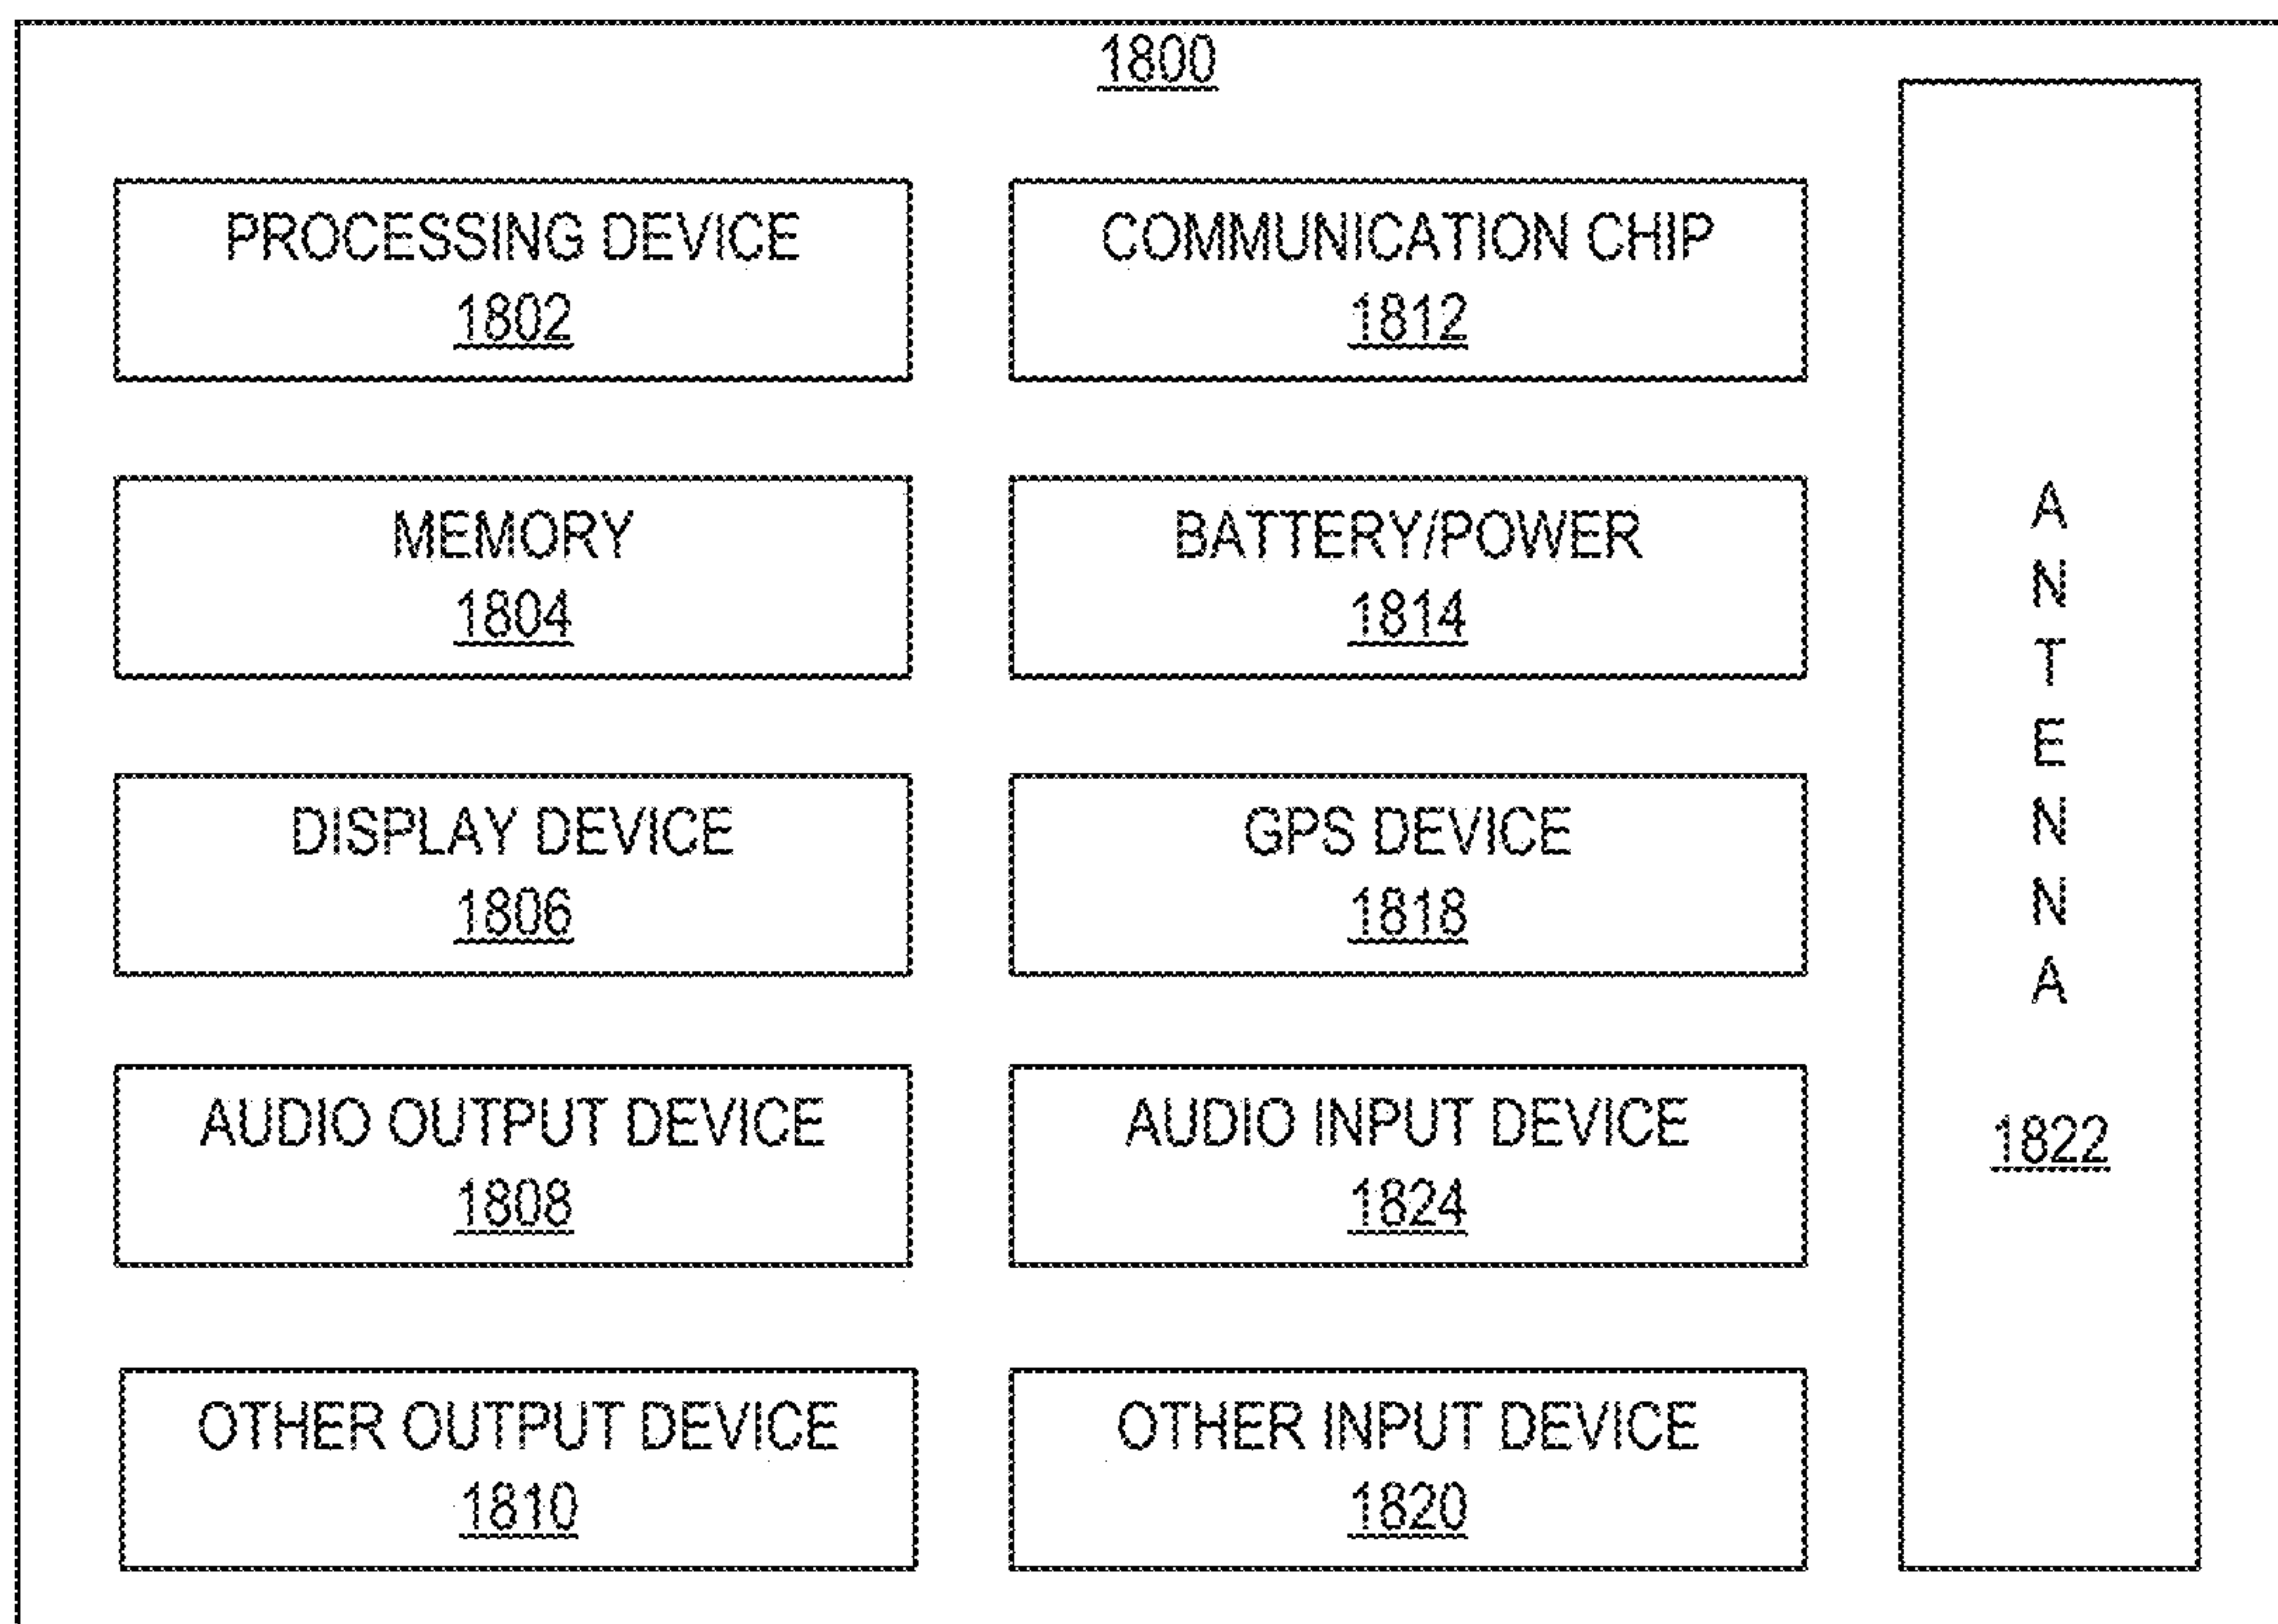 1800
PROCESSING DEVICE
1802
COMMUNICATION CHIP
1812
MEMORY
1804
BATTERY/POWER
1814
DISPLAY DEVICE
1806
GPS DEVICE
1818
AUDIO OUTPUT DEVICE
1808
AUDIO INPUT DEVICE
1824
OTHER OUTPUT DEVICE
1810
OTHER INPUT DEVICE
1820
ANTENNA
1822